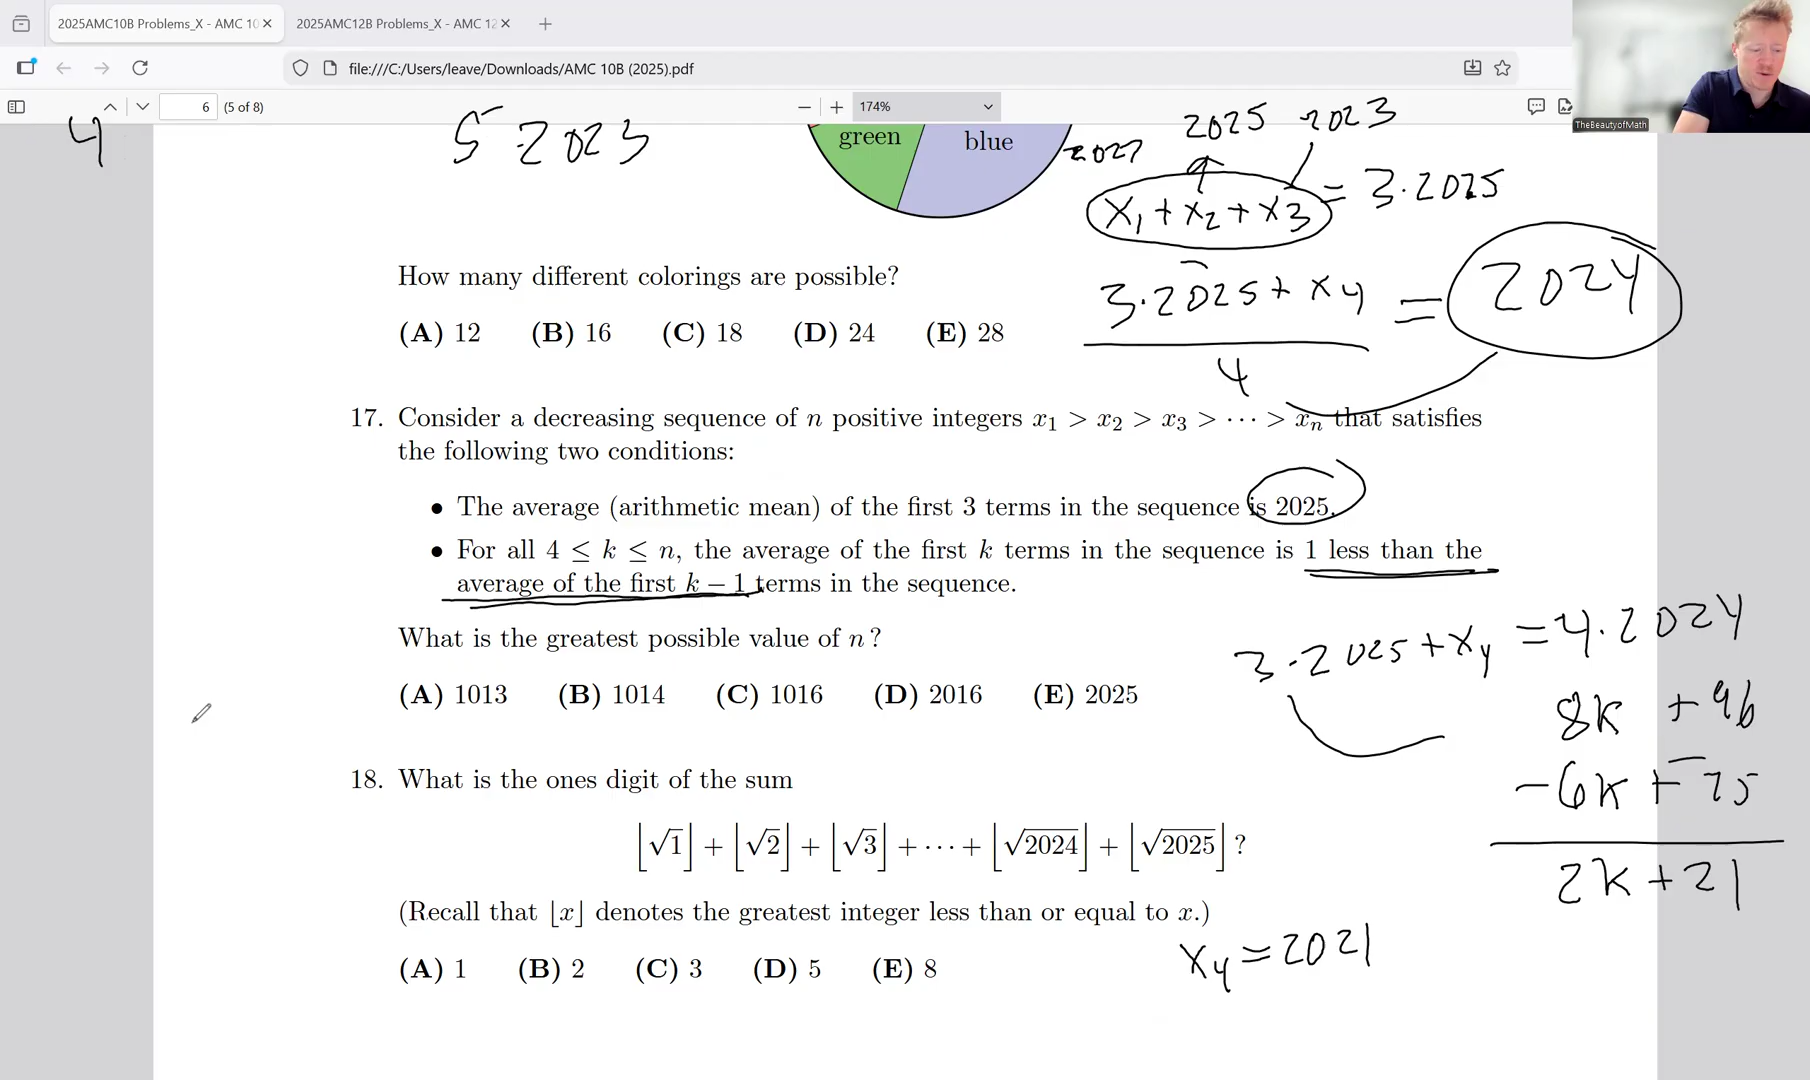 2025AMC10B Problems_X - AMC 10
2025AMC12B Problems_X - AMC 12
file:///C:/Users/leave/Downloads/AMC 10B (2025).pdf
6 (5 of 8)
174%
TheBeautyofMath
4
5 2023
green
blue
2027
2025 2023
x₁ + x₂ + x₃ = 3·2025
How many different colorings are possible?
3·2025 + x₄ = 2024
4
(A) 12 (B) 16 (C) 18 (D) 24 (E) 28
17. Consider a decreasing sequence of n positive integers x₁ > x₂ > x₃ > ··· > xₙ that satisfies
the following two conditions:
• The average (arithmetic mean) of the first 3 terms in the sequence is 2025.
• For all 4 ≤ k ≤ n, the average of the first k terms in the sequence is 1 less than the
average of the first k − 1 terms in the sequence.
What is the greatest possible value of n?
3·2025 + x₄ = 4·2024
(A) 1013 (B) 1014 (C) 1016 (D) 2016 (E) 2025
8K + 96
-6K + 75
2K + 21
18. What is the ones digit of the sum
⌊√1⌋ + ⌊√2⌋ + ⌊√3⌋ + ··· + ⌊√2024⌋ + ⌊√2025⌋ ?
(Recall that ⌊x⌋ denotes the greatest integer less than or equal to x.)
x₄ = 2021
(A) 1 (B) 2 (C) 3 (D) 5 (E) 8